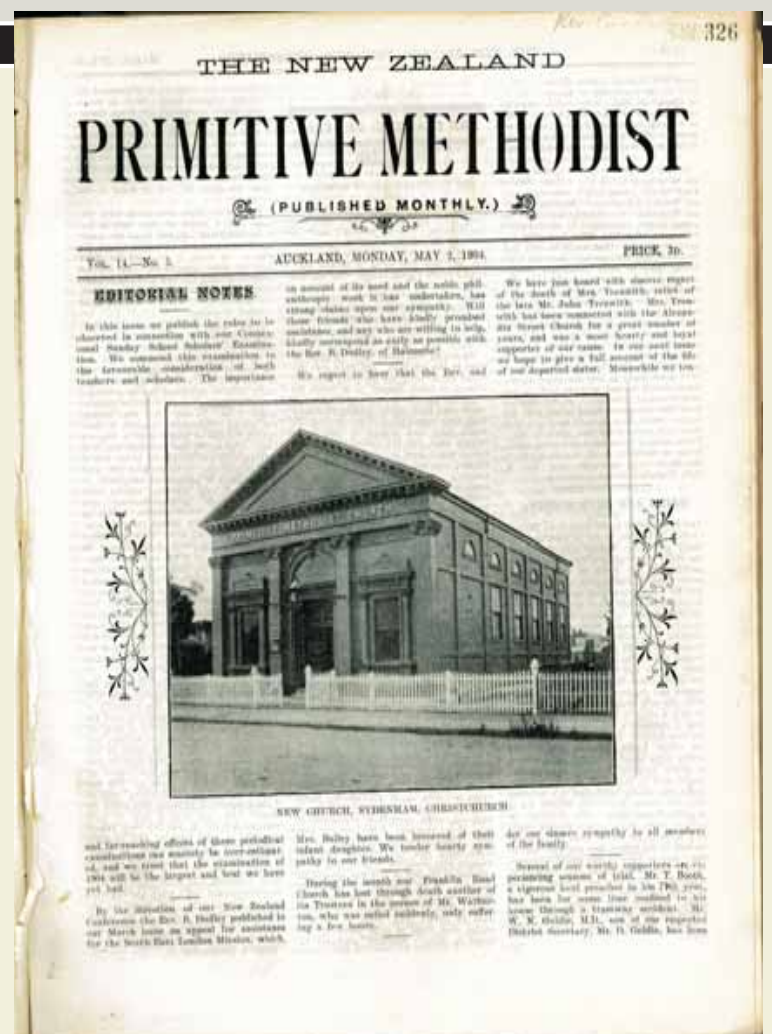 326
THE NEW ZEALAND
PRIMITIVE METHODIST
(PUBLISHED MONTHLY.)
VOL. 14.—No.
AUCKLAND, MONDAY, MAY 2, 1904.
PRICE, 3D.
EDITORIAL NOTES
In this issue we publish the rules to be
observed in connection with our Connex-
ional Sunday School Scholars' Examina-
tion. We commend this examination to
the favourable consideration of both
teachers and scholars. The importance
and far-reaching effects of these periodical
examinations can scarcely be over-estimat-
ed, and we trust that the examination of
1904 will be the largest and best we have
yet had.
By the direction of our New Zealand
Conference the Rev. B. Dudley published in
our March issue an appeal for assistance
for the South East London Mission, which,
on account of its need and the noble phil-
anthropic work it has undertaken, has
strong claims upon our sympathy. Will
those friends who have kindly promised
assistance, and any who are willing to help,
kindly correspond as early as possible with
the Rev. B. Dudley, of
We regret to hear that the Rev. and
Mrs. have been bereaved of their
infant daughter. We tender hearty sym-
pathy to our friends.
During the month our Franklin Road
Church has lost through death another of
its Trustees in the person of Mr.
who was called suddenly, only suffer-
ing a few hours.
We have just heard with sincere regret
of the death of Mrs. relict of
the late Mr. John Mrs.
has been connected with the
Street Church for a great number of
years, and was a most hearty and loyal
supporter of our cause. In our next issue
we hope to give a full account of the life
of our departed sister. Meanwhile we ten-
der our sincere sympathy to all members
of the family.
Several of our worthy supporters are ex-
periencing seasons of trial. Mr. T. Booth,
a vigorous local preacher in his year,
has been for some time confined to his
house through a tramway accident. Mr.
W. N. Goldie, M.B., son of our respected
District Secretary, Mr. D. Goldie, has been
NEW CHURCH, SYDENHAM, CHRISTCHURCH